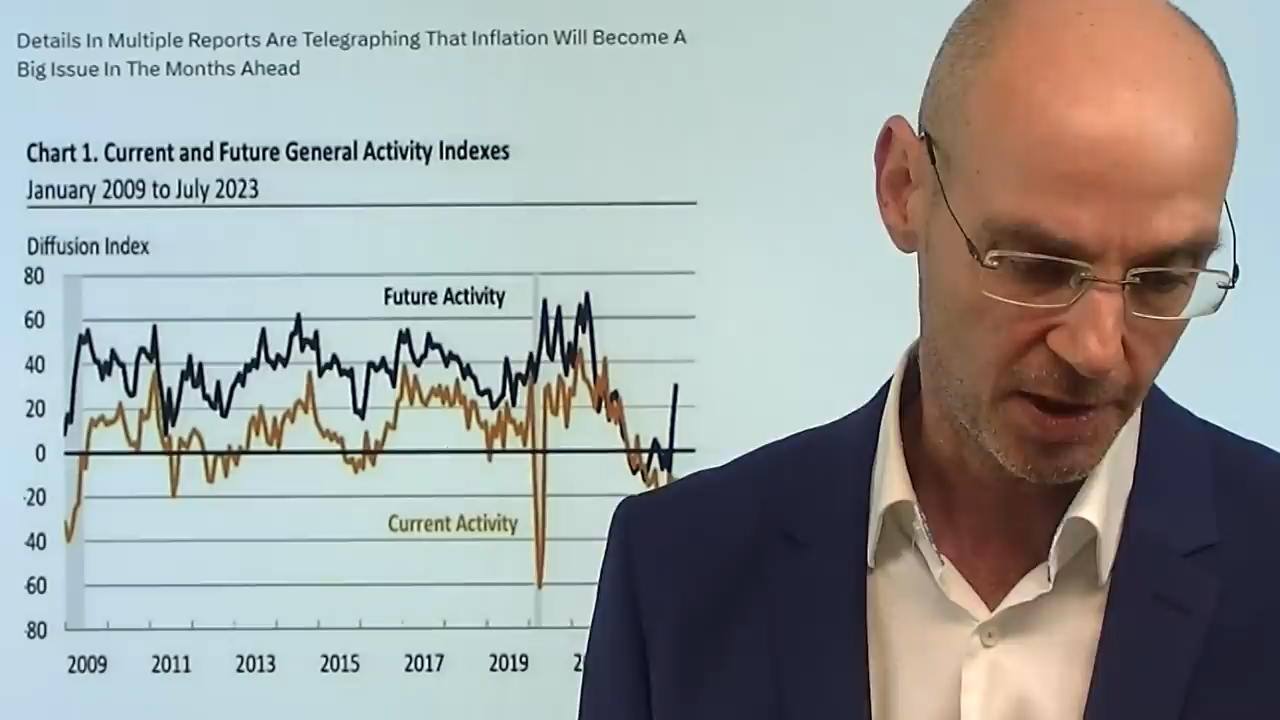 Details In Multiple Reports Are Telegraphing That Inflation Will Become A
Big Issue In The Months Ahead
Chart 1. Current and Future General Activity Indexes
January 2009 to July 2023
Diffusion Index
80
Future Activity
60
40
20
0
-20
Current Activity
40
60
-80
2009 2011 2013 2015 2017 2019